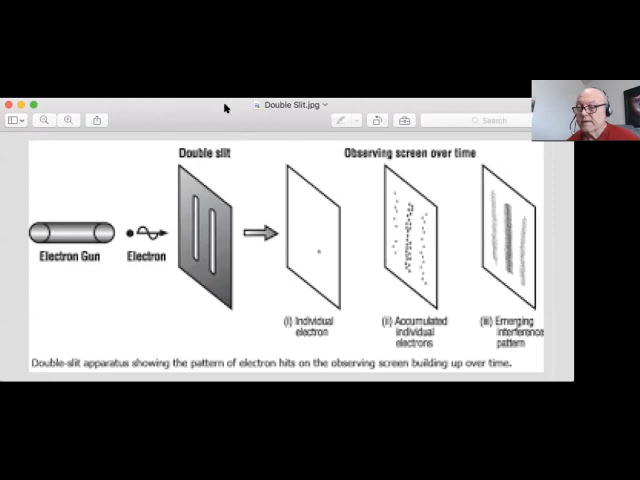 Double Slit.jpg
Search
Double slit
Observing screen over time
Electron Gun
Electron
(i) Individual
electron
(ii) Accumulated
individual
electrons
(iii) Emerging
interference
pattern
Double-slit apparatus showing the pattern of electron hits on the observing screen building up over time.